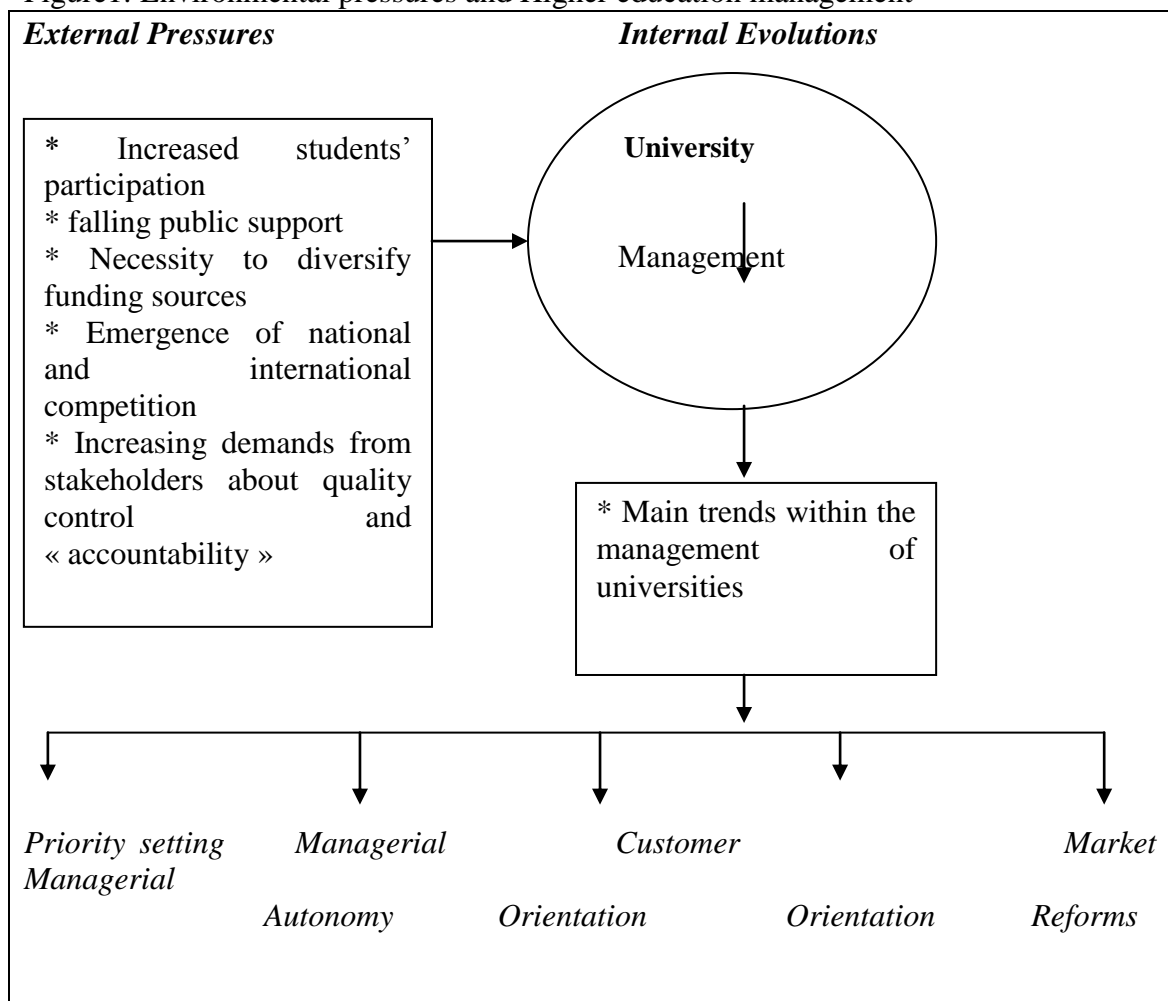 Figure1: Environmental pressures and Higher education management
External Pressures Internal Evolutions
* Increased students’
participation
* falling public support
* Necessity to diversify
funding sources
* Emergence of national
and international
competition
* Increasing demands from
stakeholders about quality
control and
« accountability »
University
Management
* Main trends within the
management of
universities
Priority setting Managerial Customer Market
Managerial
Autonomy Orientation Orientation Reforms